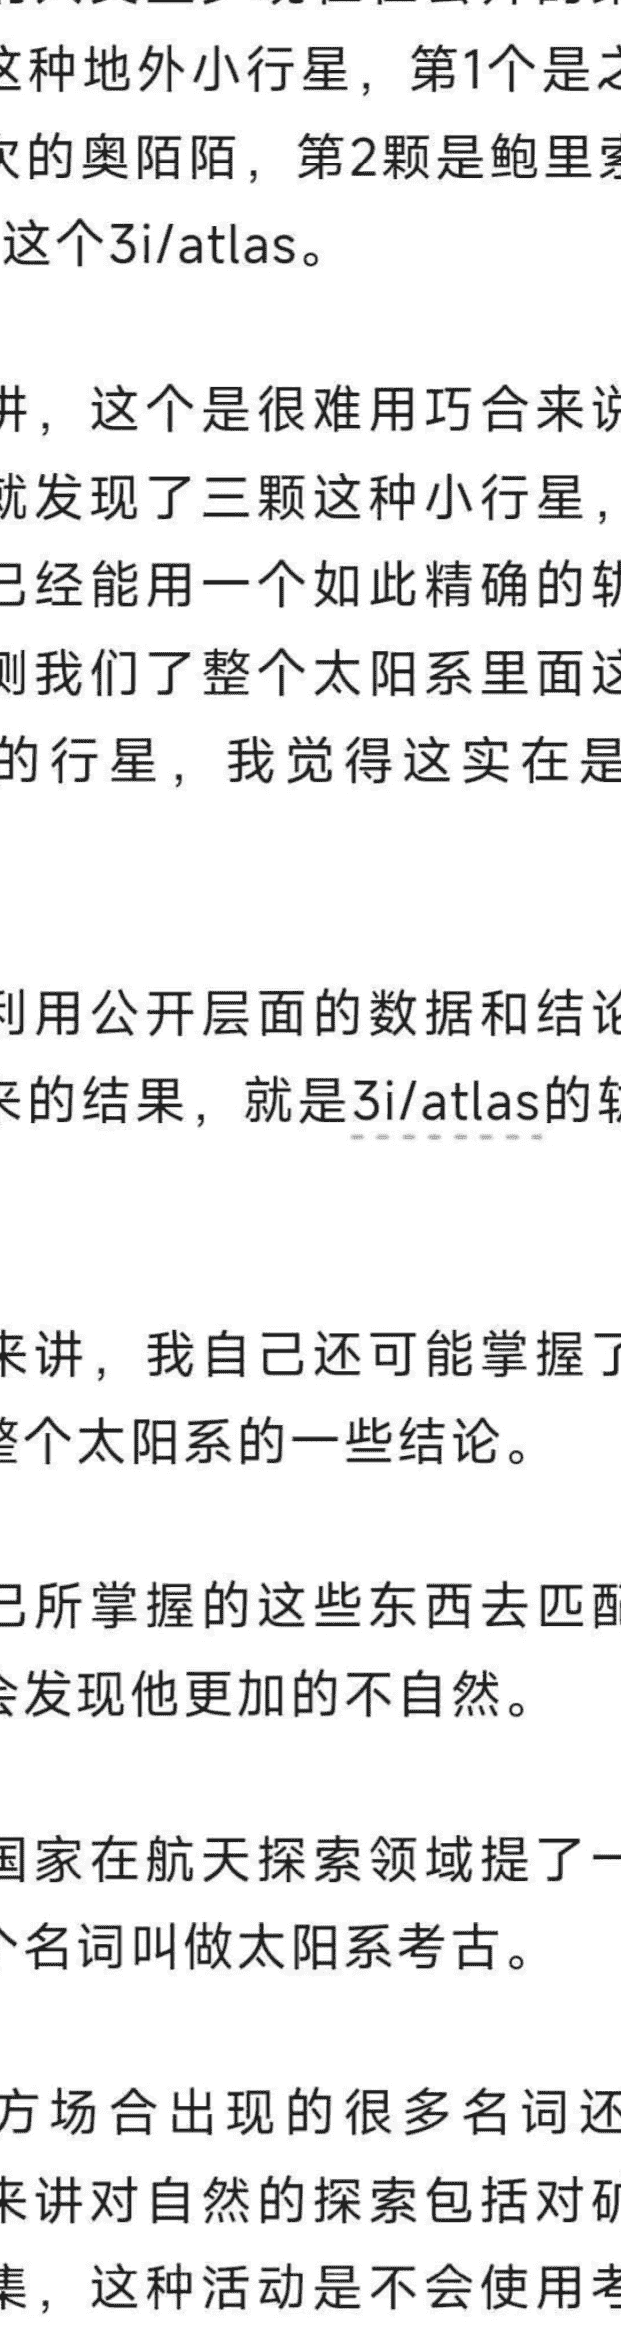 这种地外小行星，第1个是之
次的奥陌陌，第2颗是鲍里索
这个3i/atlas。
讲，这个是很难用巧合来说
就发现了三颗这种小行星，
已经能用一个如此精确的轨
测我们了整个太阳系里面这
的行星，我觉得这实在是
利用公开层面的数据和结论
来的结果，就是3i/atlas的轨
来讲，我自己还可能掌握了
整个太阳系的一些结论。
己所掌握的这些东西去匹配
会发现他更加的不自然。
国家在航天探索领域提了一
个名词叫做太阳系考古。
方场合出现的很多名词还
来讲对自然的探索包括对矿
集，这种活动是不会使用考